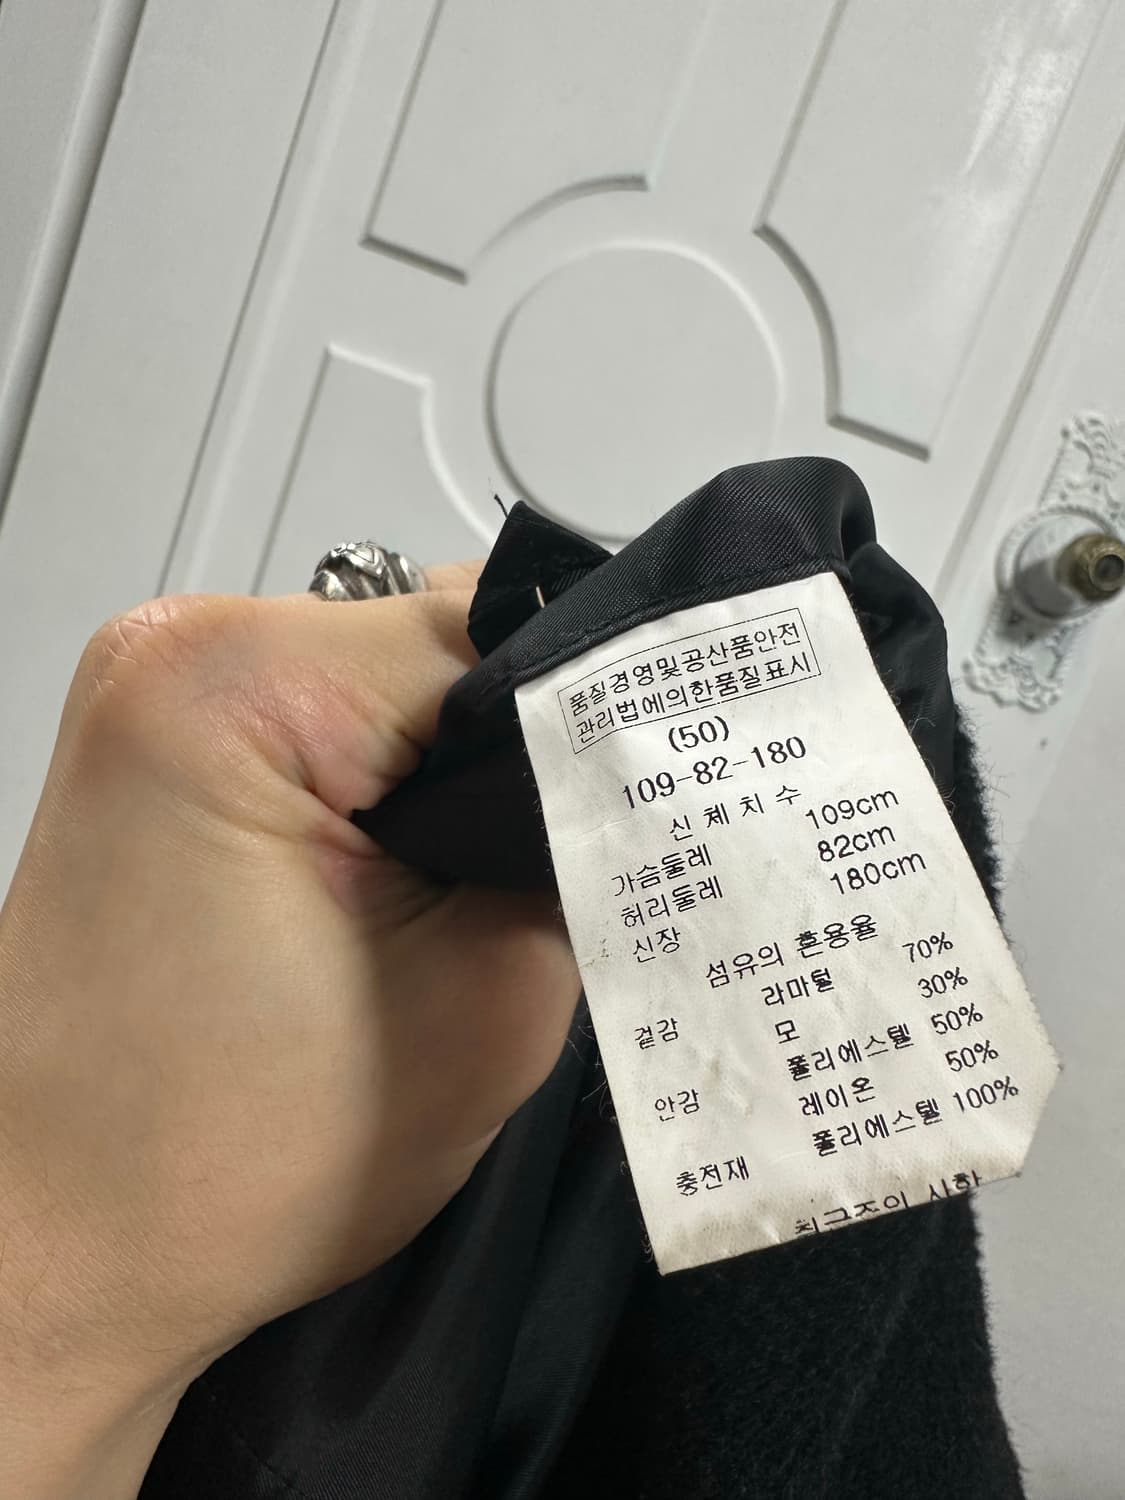 품질경영및공산품안전
관리법에의한품질표시
(50)
109-82-180
신 체 치 수
가슴둘레 109cm
허리둘레 82cm
신장 180cm
섬유의 혼용율
겉감 라마털 70%
모 30%
안감 폴리에스텔 50%
레이온 50%
충전재 폴리에스텔 100%